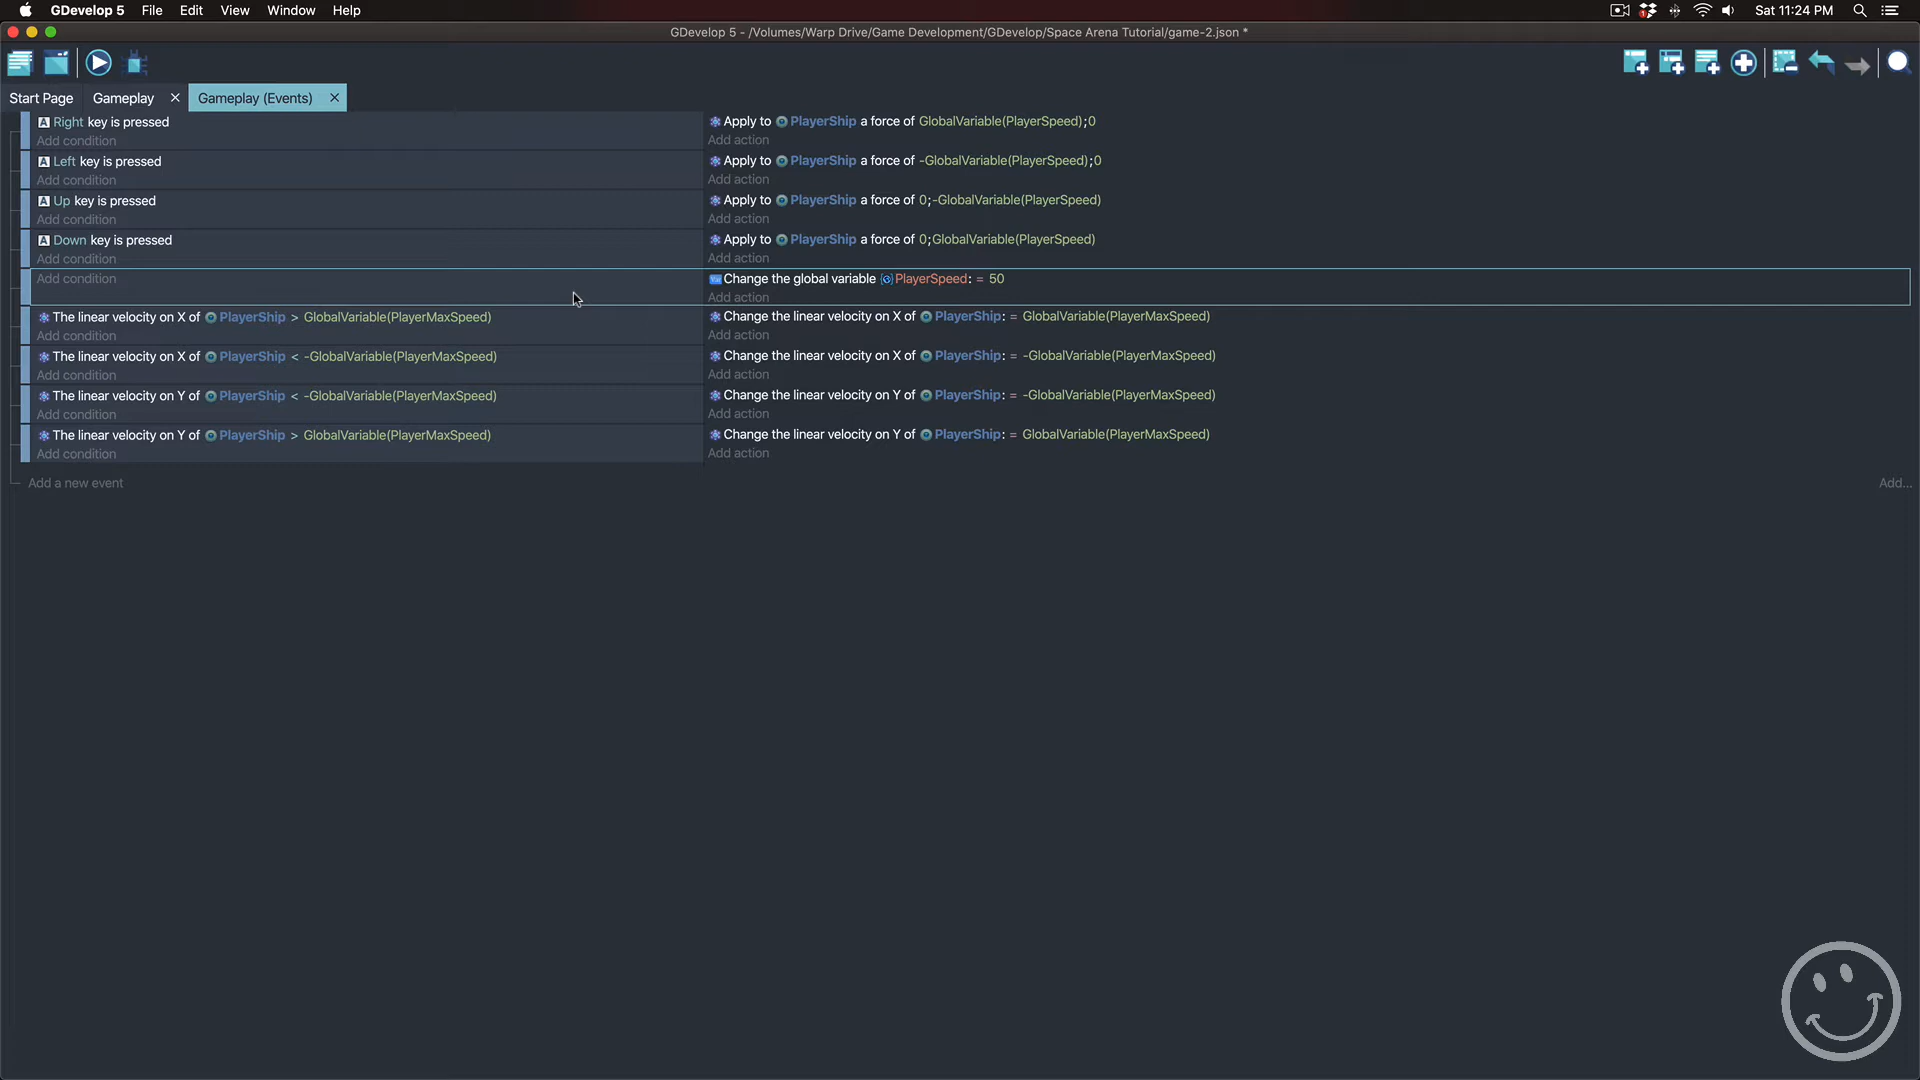 GDevelop 5 File Edit View Window Help Sat 11:24 PM
GDevelop 5 - /Volumes/Warp Drive/Game Development/GDevelop/Space Arena Tutorial/game-2.json *
Start Page Gameplay Gameplay (Events)
Right key is pressed Apply to PlayerShip a force of GlobalVariable(PlayerSpeed);0
Add condition Add action
Left key is pressed Apply to PlayerShip a force of -GlobalVariable(PlayerSpeed);0
Add condition Add action
Up key is pressed Apply to PlayerShip a force of 0;-GlobalVariable(PlayerSpeed)
Add condition Add action
Down key is pressed Apply to PlayerShip a force of 0;GlobalVariable(PlayerSpeed)
Add condition Add action
Add condition Change the global variable PlayerSpeed: = 50
Add action
The linear velocity on X of PlayerShip > GlobalVariable(PlayerMaxSpeed) Change the linear velocity on X of PlayerShip: = GlobalVariable(PlayerMaxSpeed)
Add condition Add action
The linear velocity on X of PlayerShip < -GlobalVariable(PlayerMaxSpeed) Change the linear velocity on X of PlayerShip: = -GlobalVariable(PlayerMaxSpeed)
Add condition Add action
The linear velocity on Y of PlayerShip < -GlobalVariable(PlayerMaxSpeed) Change the linear velocity on Y of PlayerShip: = -GlobalVariable(PlayerMaxSpeed)
Add condition Add action
The linear velocity on Y of PlayerShip > GlobalVariable(PlayerMaxSpeed) Change the linear velocity on Y of PlayerShip: = GlobalVariable(PlayerMaxSpeed)
Add condition Add action
Add a new event Add...